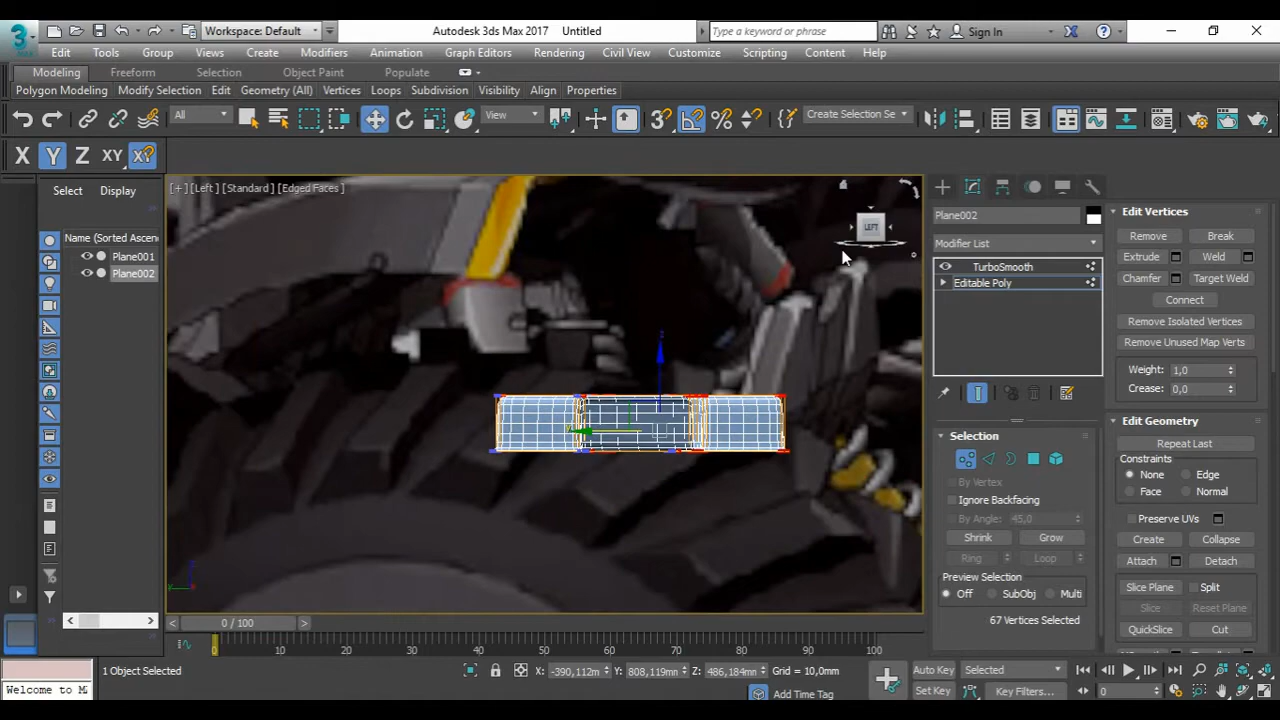 3 Workspace: Default Autodesk 3ds Max 2017 Untitled Type a keyword or phrase Sign In
MAX
Edit Tools Group Views Create Modifiers Animation Graph Editors Rendering Civil View Customize Scripting Content Help
Modeling Freeform Selection Object Paint Populate
Polygon Modeling Modify Selection Edit Geometry (All) Vertices Loops Subdivision Visibility Align Properties
All View Create Selection Se
X Y Z XY
Select Display [+] [Left ] [Standard ] [Edged Faces ]
Name (Sorted Ascen
Plane001
Plane002
LEFT
Plane002
Modifier List
TurboSmooth
Editable Poly
Selection
By Vertex
Ignore Backfacing
By Angle: 45,0
Shrink Grow
Ring Loop
Preview Selection
Off SubObj Multi
67 Vertices Selected
Edit Vertices
Remove Break
Extrude Weld
Chamfer Target Weld
Connect
Remove Isolated Vertices
Remove Unused Map Verts
Weight: 1,0
Crease: 0,0
Edit Geometry
Repeat Last
Constraints
None Edge
Face Normal
Preserve UVs
Create Collapse
Attach Detach
Slice Plane Split
Slice Reset Plane
QuickSlice Cut
< 0 / 100 >
0 10 20 30 40 50 60 70 80 90 100
1 Object Selected X: -390,112m Y: 808,119mn Z: 486,184mn Grid = 10,0mm Auto Key Selected
Welcome to M Add Time Tag Set Key Key Filters... 0